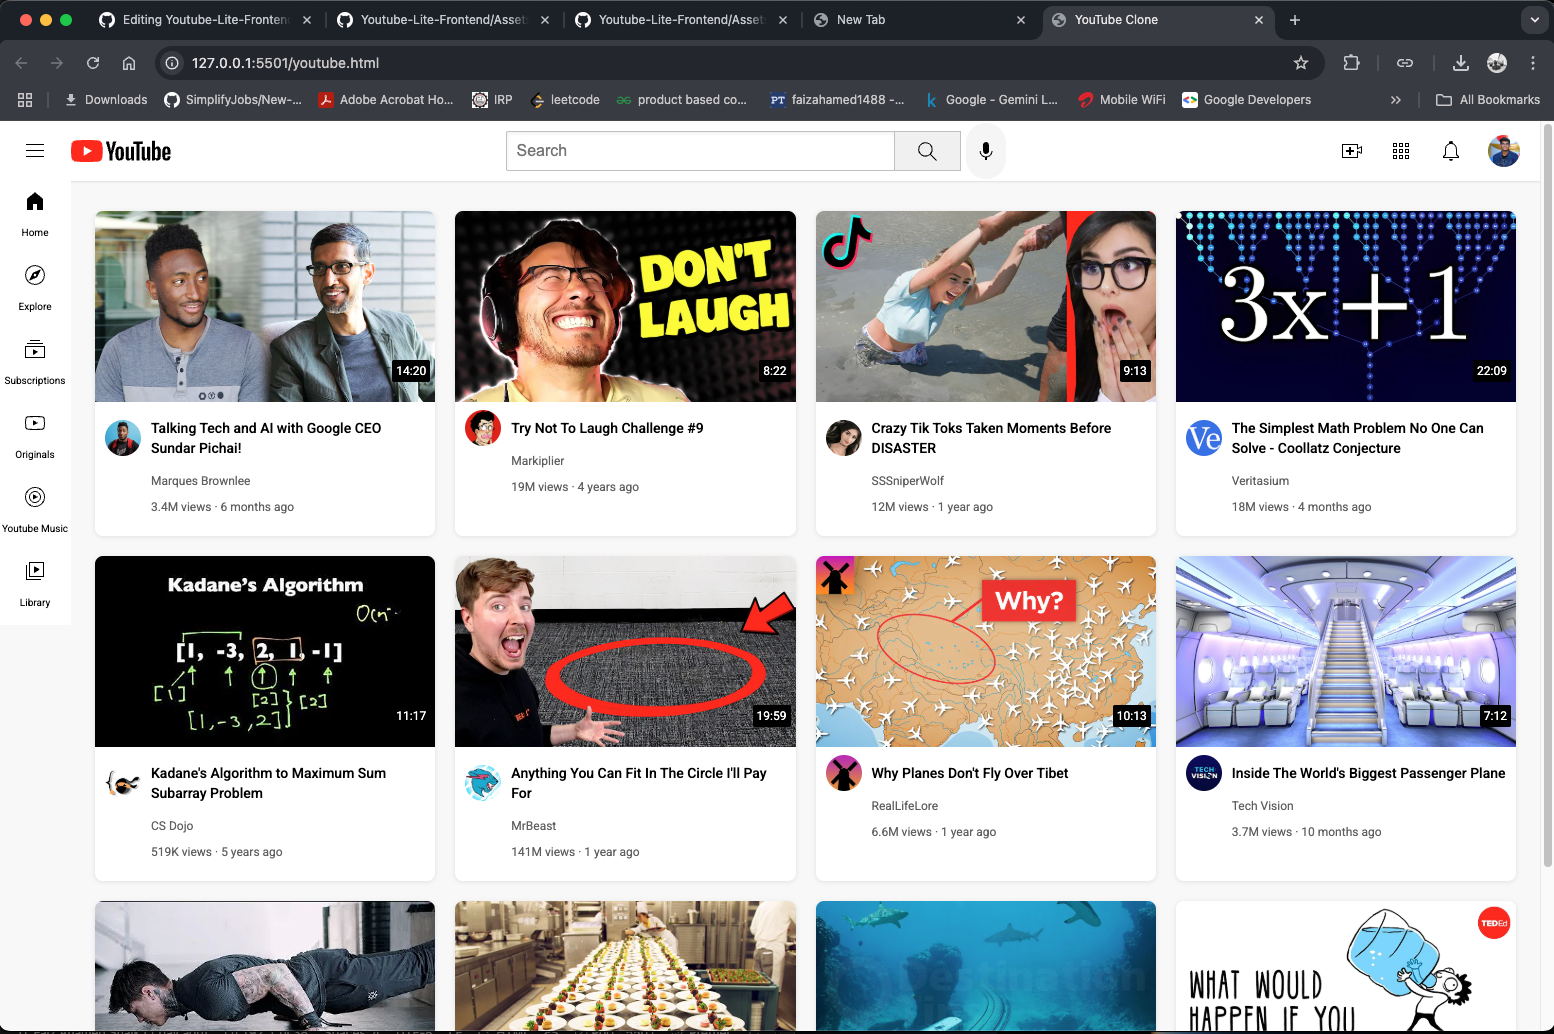 Editing Youtube-Lite-Frontend
Youtube-Lite-Frontend/Asset
Youtube-Lite-Frontend/Asset
New Tab
YouTube Clone
127.0.0.1:5501/youtube.html
Downloads
SimplifyJobs/New-...
Adobe Acrobat Ho...
IRP
leetcode
product based co...
PT
faizahamed1488 -...
k
Google - Gemini L...
Mobile WiFi
Google Developers
All Bookmarks
YouTube
Search
Home
Explore
Subscriptions
Originals
Youtube Music
Library
14:20
Talking Tech and AI with Google CEO
Sundar Pichai!
Marques Brownlee
3.4M views · 6 months ago
DON'T
LAUGH
8:22
Try Not To Laugh Challenge #9
Markiplier
19M views · 4 years ago
9:13
Crazy Tik Toks Taken Moments Before
DISASTER
SSSniperWolf
12M views · 1 year ago
3x+1
22:09
Ve
The Simplest Math Problem No One Can
Solve - Coollatz Conjecture
Veritasium
18M views · 4 months ago
Kadane's Algorithm
[1, -3, 2, 1, -1]
[1]
[2]
[2]
[1,-3,2]
11:17
Kadane's Algorithm to Maximum Sum
Subarray Problem
CS Dojo
519K views · 5 years ago
19:59
Anything You Can Fit In The Circle I'll Pay
For
MrBeast
141M views · 1 year ago
Why?
10:13
Why Planes Don't Fly Over Tibet
RealLifeLore
6.6M views · 1 year ago
7:12
TECH
VISION
Inside The World's Biggest Passenger Plane
Tech Vision
3.7M views · 10 months ago
TEDEd
WHAT WOULD
HAPPEN IF YOU